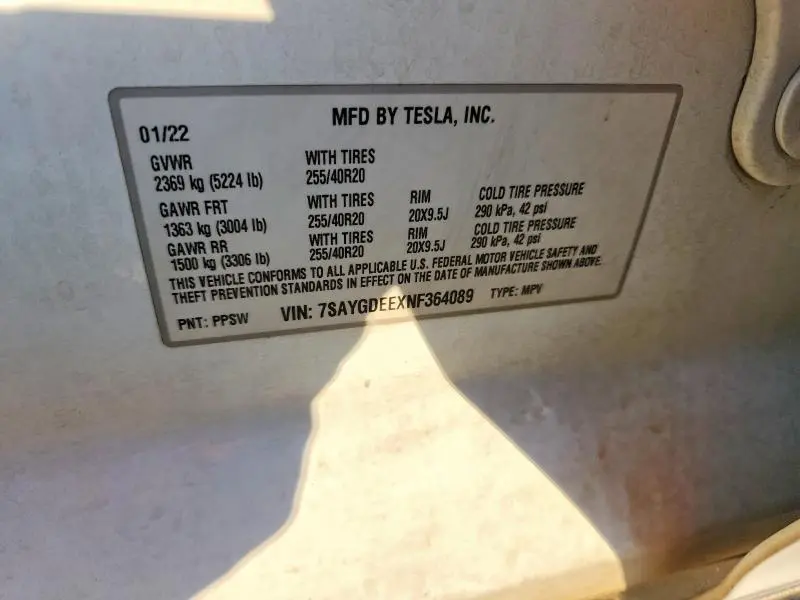 MFD BY TESLA, INC.
01/22
GVWR WITH TIRES
2369 kg (5224 lb) 255/40R20
GAWR FRT WITH TIRES RIM COLD TIRE PRESSURE
1363 kg (3004 lb) 255/40R20 20X9.5J 290 kPa, 42 psi
GAWR RR WITH TIRES RIM COLD TIRE PRESSURE
1500 kg (3306 lb) 255/40R20 20X9.5J 290 kPa, 42 psi
THIS VEHICLE CONFORMS TO ALL APPLICABLE U.S. FEDERAL MOTOR VEHICLE SAFETY AND
THEFT PREVENTION STANDARDS IN EFFECT ON THE DATE OF MANUFACTURE SHOWN ABOVE.
PNT: PPSW VIN: 7SAYGDEEXNF364089 TYPE: MPV